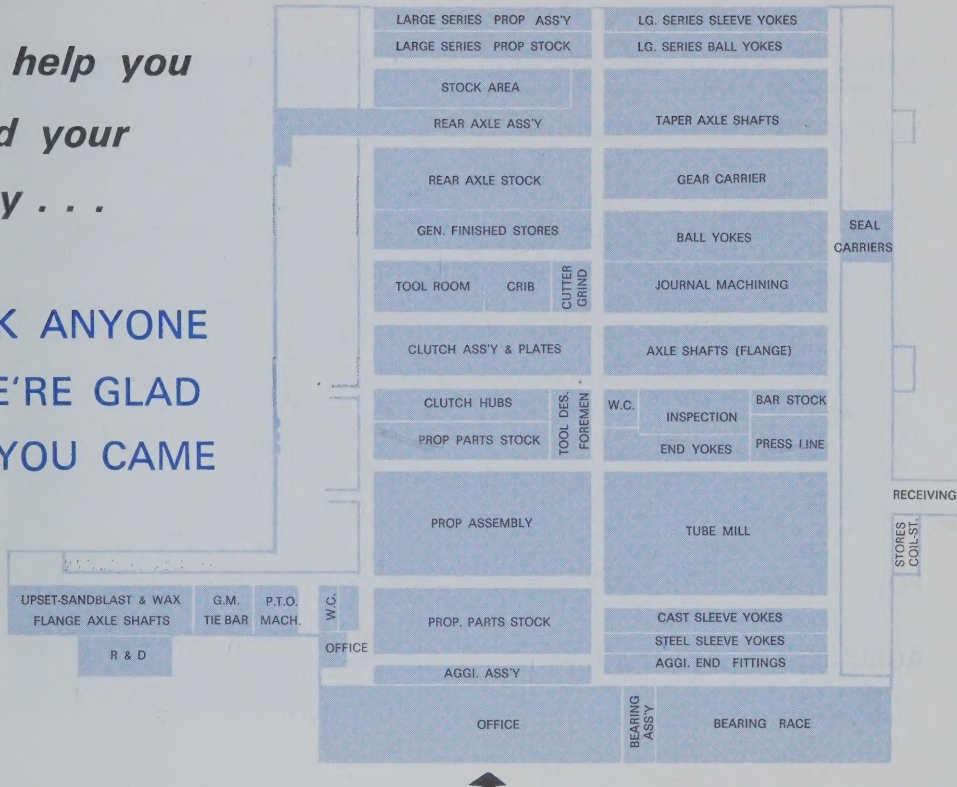 help you
your
. . .
ANYONE
GLAD
YOU CAME
LARGE SERIES PROP ASS'Y
LARGE SERIES PROP STOCK
STOCK AREA
REAR AXLE ASS'Y
REAR AXLE STOCK
GEN. FINISHED STORES
TOOL ROOM
CRIB
CUTTER
GRIND
CLUTCH ASS'Y & PLATES
CLUTCH HUBS
PROP PARTS STOCK
TOOL DES.
FOREMEN
PROP ASSEMBLY
PROP. PARTS STOCK
AGGI. ASS'Y
LG. SERIES SLEEVE YOKES
LG. SERIES BALL YOKES
TAPER AXLE SHAFTS
GEAR CARRIER
BALL YOKES
JOURNAL MACHINING
AXLE SHAFTS (FLANGE)
W.C.
INSPECTION
END YOKES
BAR STOCK
PRESS LINE
TUBE MILL
CAST SLEEVE YOKES
STEEL SLEEVE YOKES
AGGI. END FITTINGS
SEAL
CARRIERS
RECEIVING
STORES
COIL-ST.
UPSET-SANDBLAST & WAX
FLANGE AXLE SHAFTS
G.M.
TIE BAR
P.T.O.
MACH.
W.C.
OFFICE
R & D
OFFICE
BEARING
ASS'Y
BEARING RACE